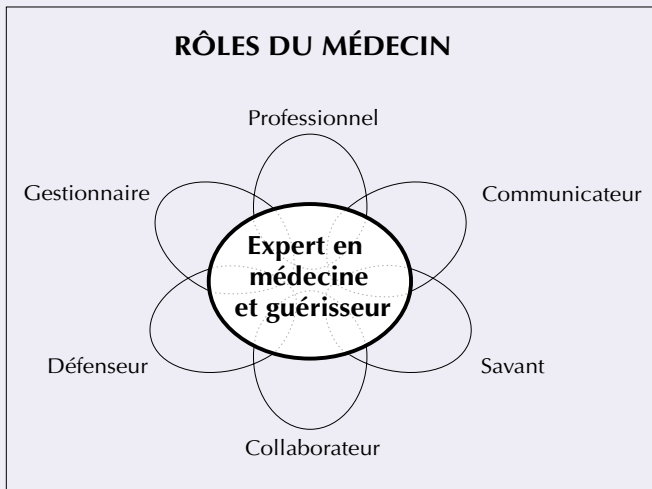 RÔLES DU MÉDECIN
Professionnel
Gestionnaire
Communicateur
Expert en
médecine
et guérisseur
Défenseur
Savant
Collaborateur